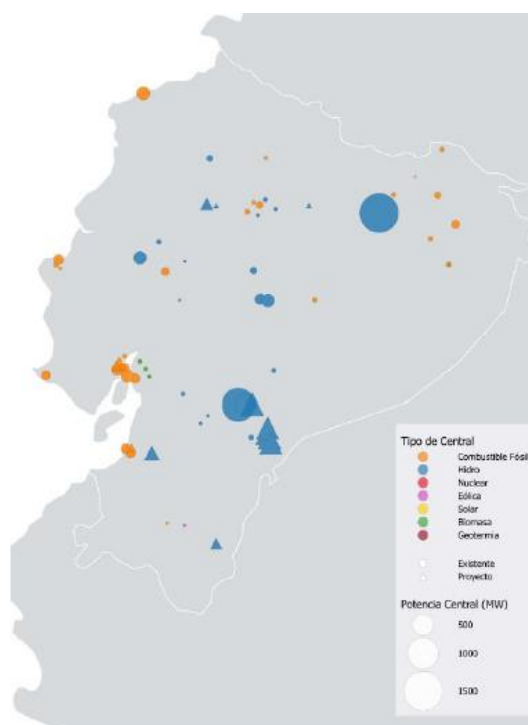 Tipo de Central
Combustible Fósil
Hidro
Nuclear
Eólica
Solar
Biomasa
Geotermia
Existente
Proyecto
Potencia Central (MW)
500
1000
1500